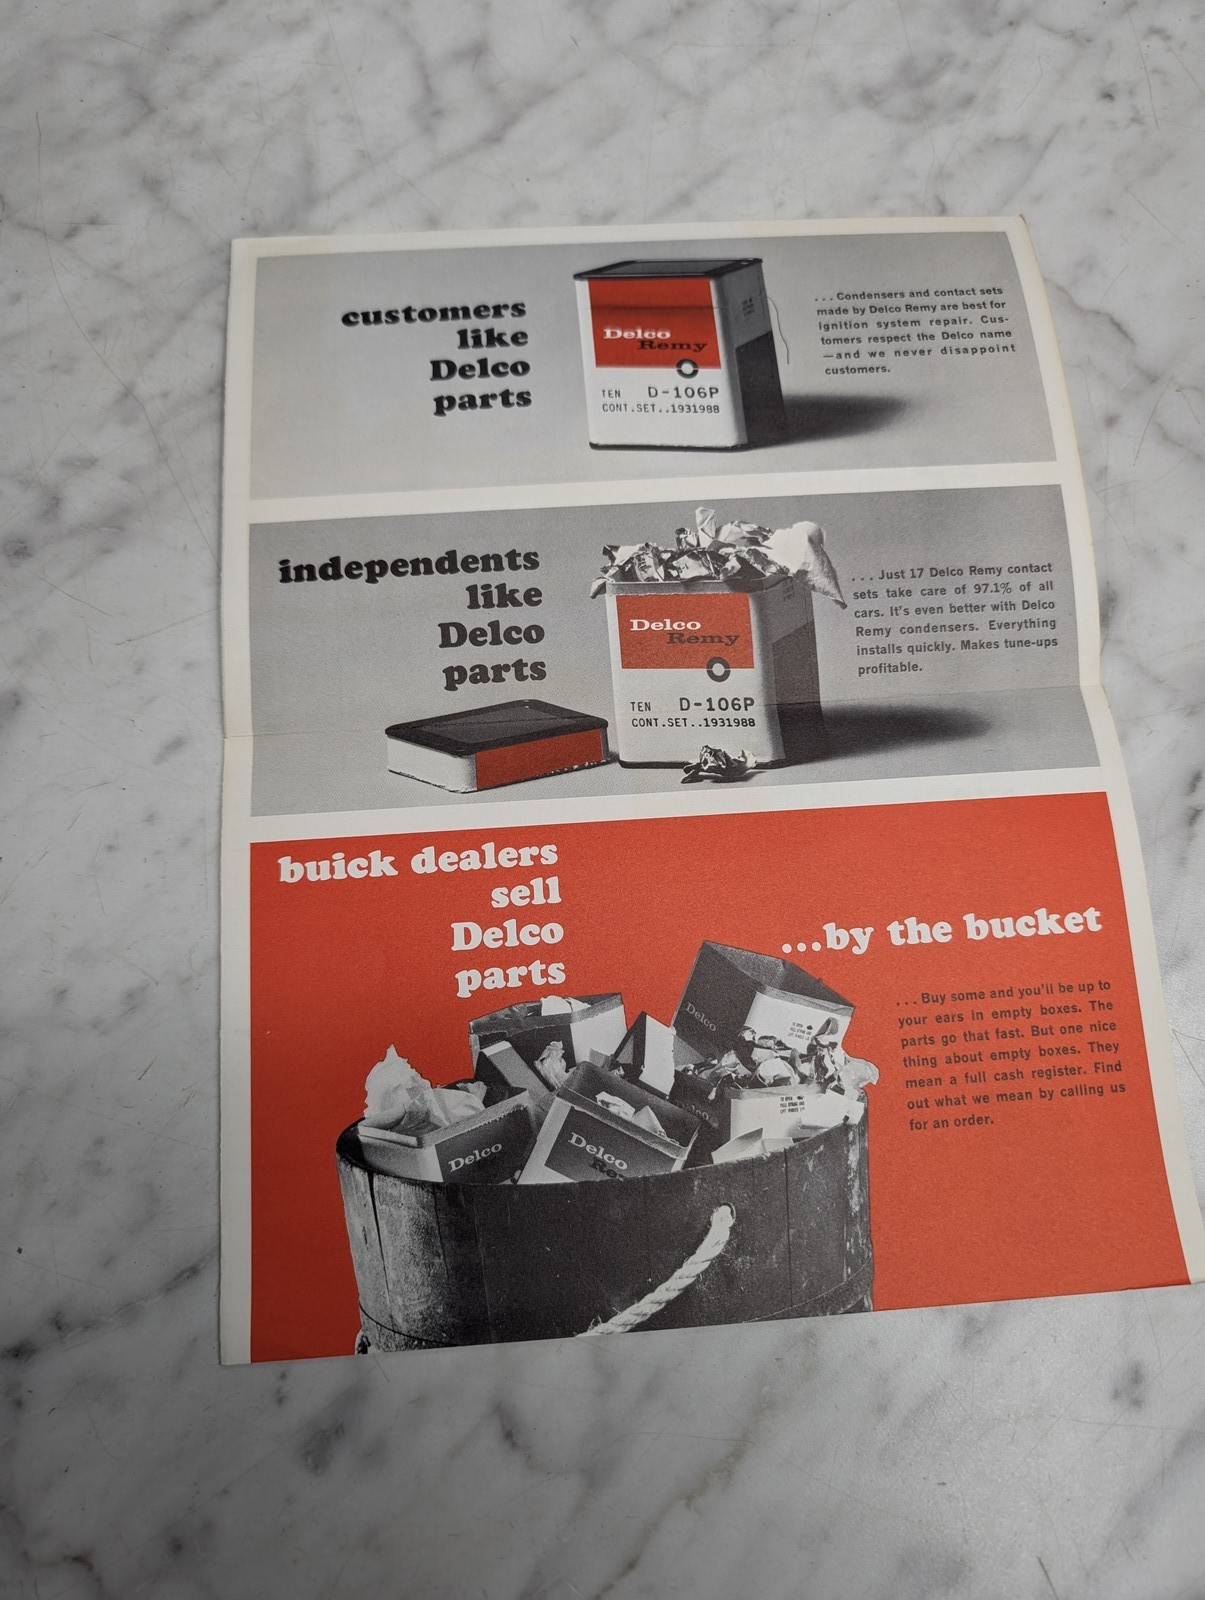 customers
like
Delco
parts
Delco
Remy
TEN D-106P
CONT.SET..1931988
...Condensers and contact sets
made by Delco Remy are best for
ignition system repair. Cus-
tomers respect the Delco name
—and we never disappoint
customers.
independents
like
Delco
parts
Delco
Remy
TEN D-106P
CONT.SET..1931988
...Just 17 Delco Remy contact
sets take care of 97.1% of all
cars. It's even better with Delco
Remy condensers. Everything
installs quickly. Makes tune-ups
profitable.
buick dealers
sell
Delco
parts
...by the bucket
...Buy some and you'll be up to
your ears in empty boxes. The
parts go that fast. But one nice
thing about empty boxes. They
mean a full cash register. Find
out what we mean by calling us
for an order.
Delco
Delco
Delco
Re